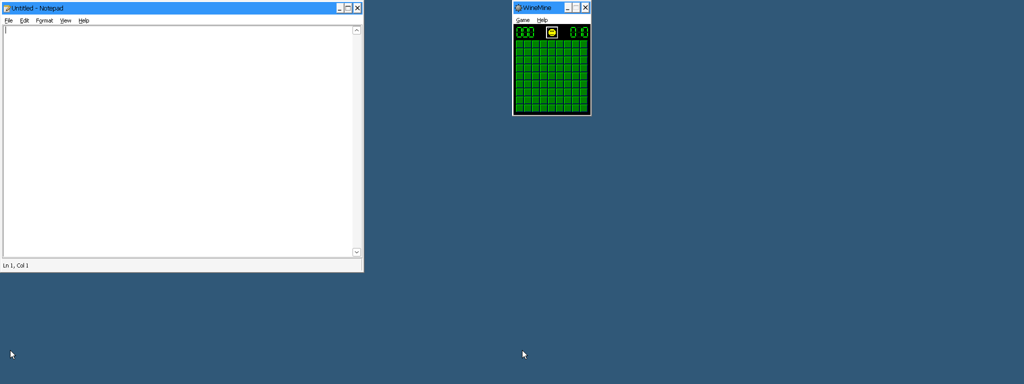 Untitled - Notepad
File Edit Format View Help
Ln 1, Col 1
WineMine
Game Help
000 010